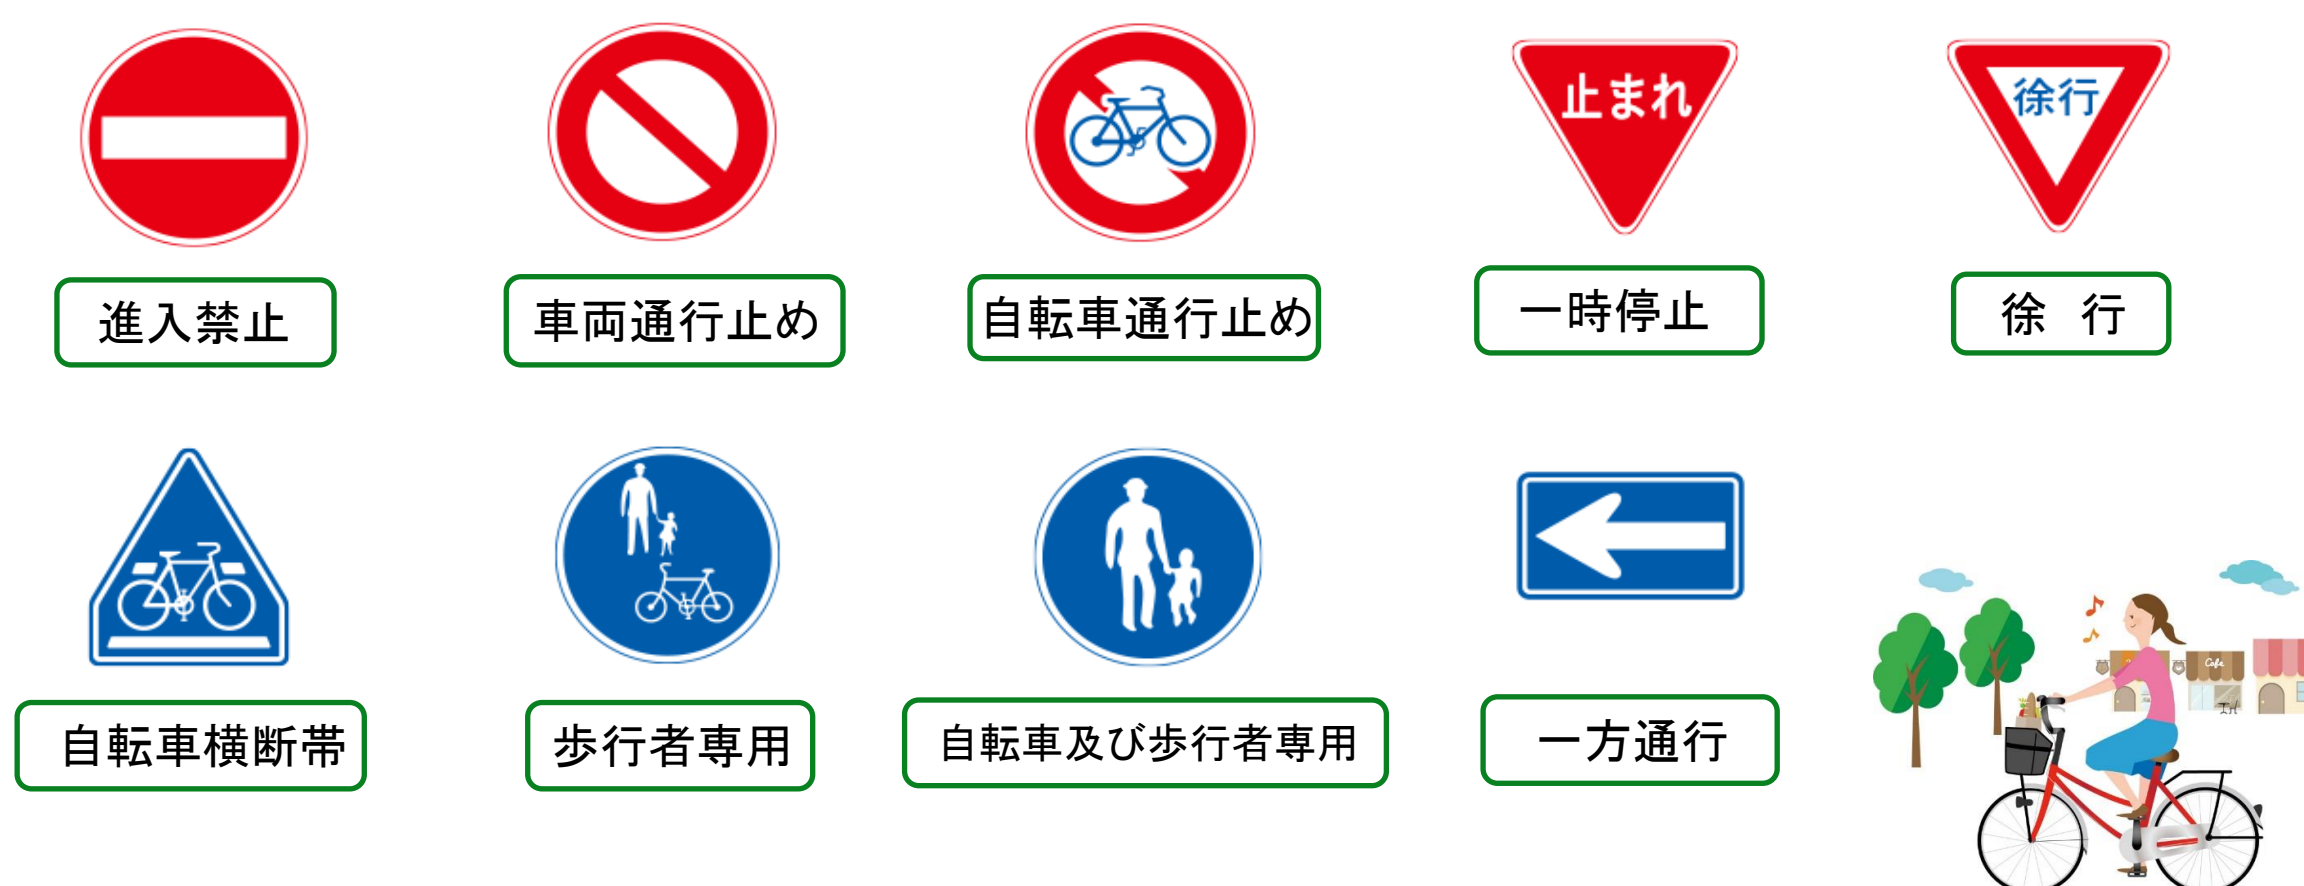 止まれ
徐行
進入禁止
車両通行止め
自転車通行止め
一時停止
徐　行
自転車横断帯
歩行者専用
自転車及び歩行者専用
一方通行
Cafe